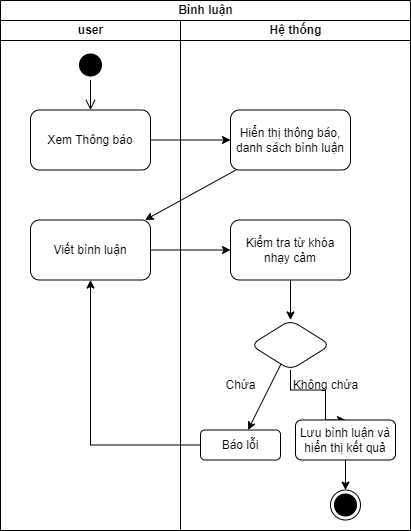 Bình luận
user
Hệ thống
Xem Thông báo
Hiển thị thông báo,
danh sách bình luận
Viết bình luận
Kiểm tra từ khóa
nhạy cảm
Chứa
Không chứa
Báo lỗi
Lưu bình luận và
hiển thị kết quả